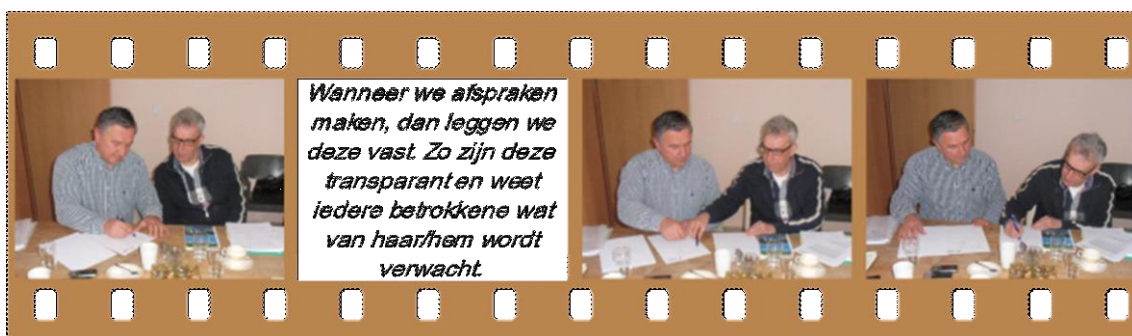 Wanneer we afspraken
maken, dan leggen we
deze vast. Zo zijn deze
transparant en weet
iedere betrokkene wat
van haar/hem wordt
verwacht.